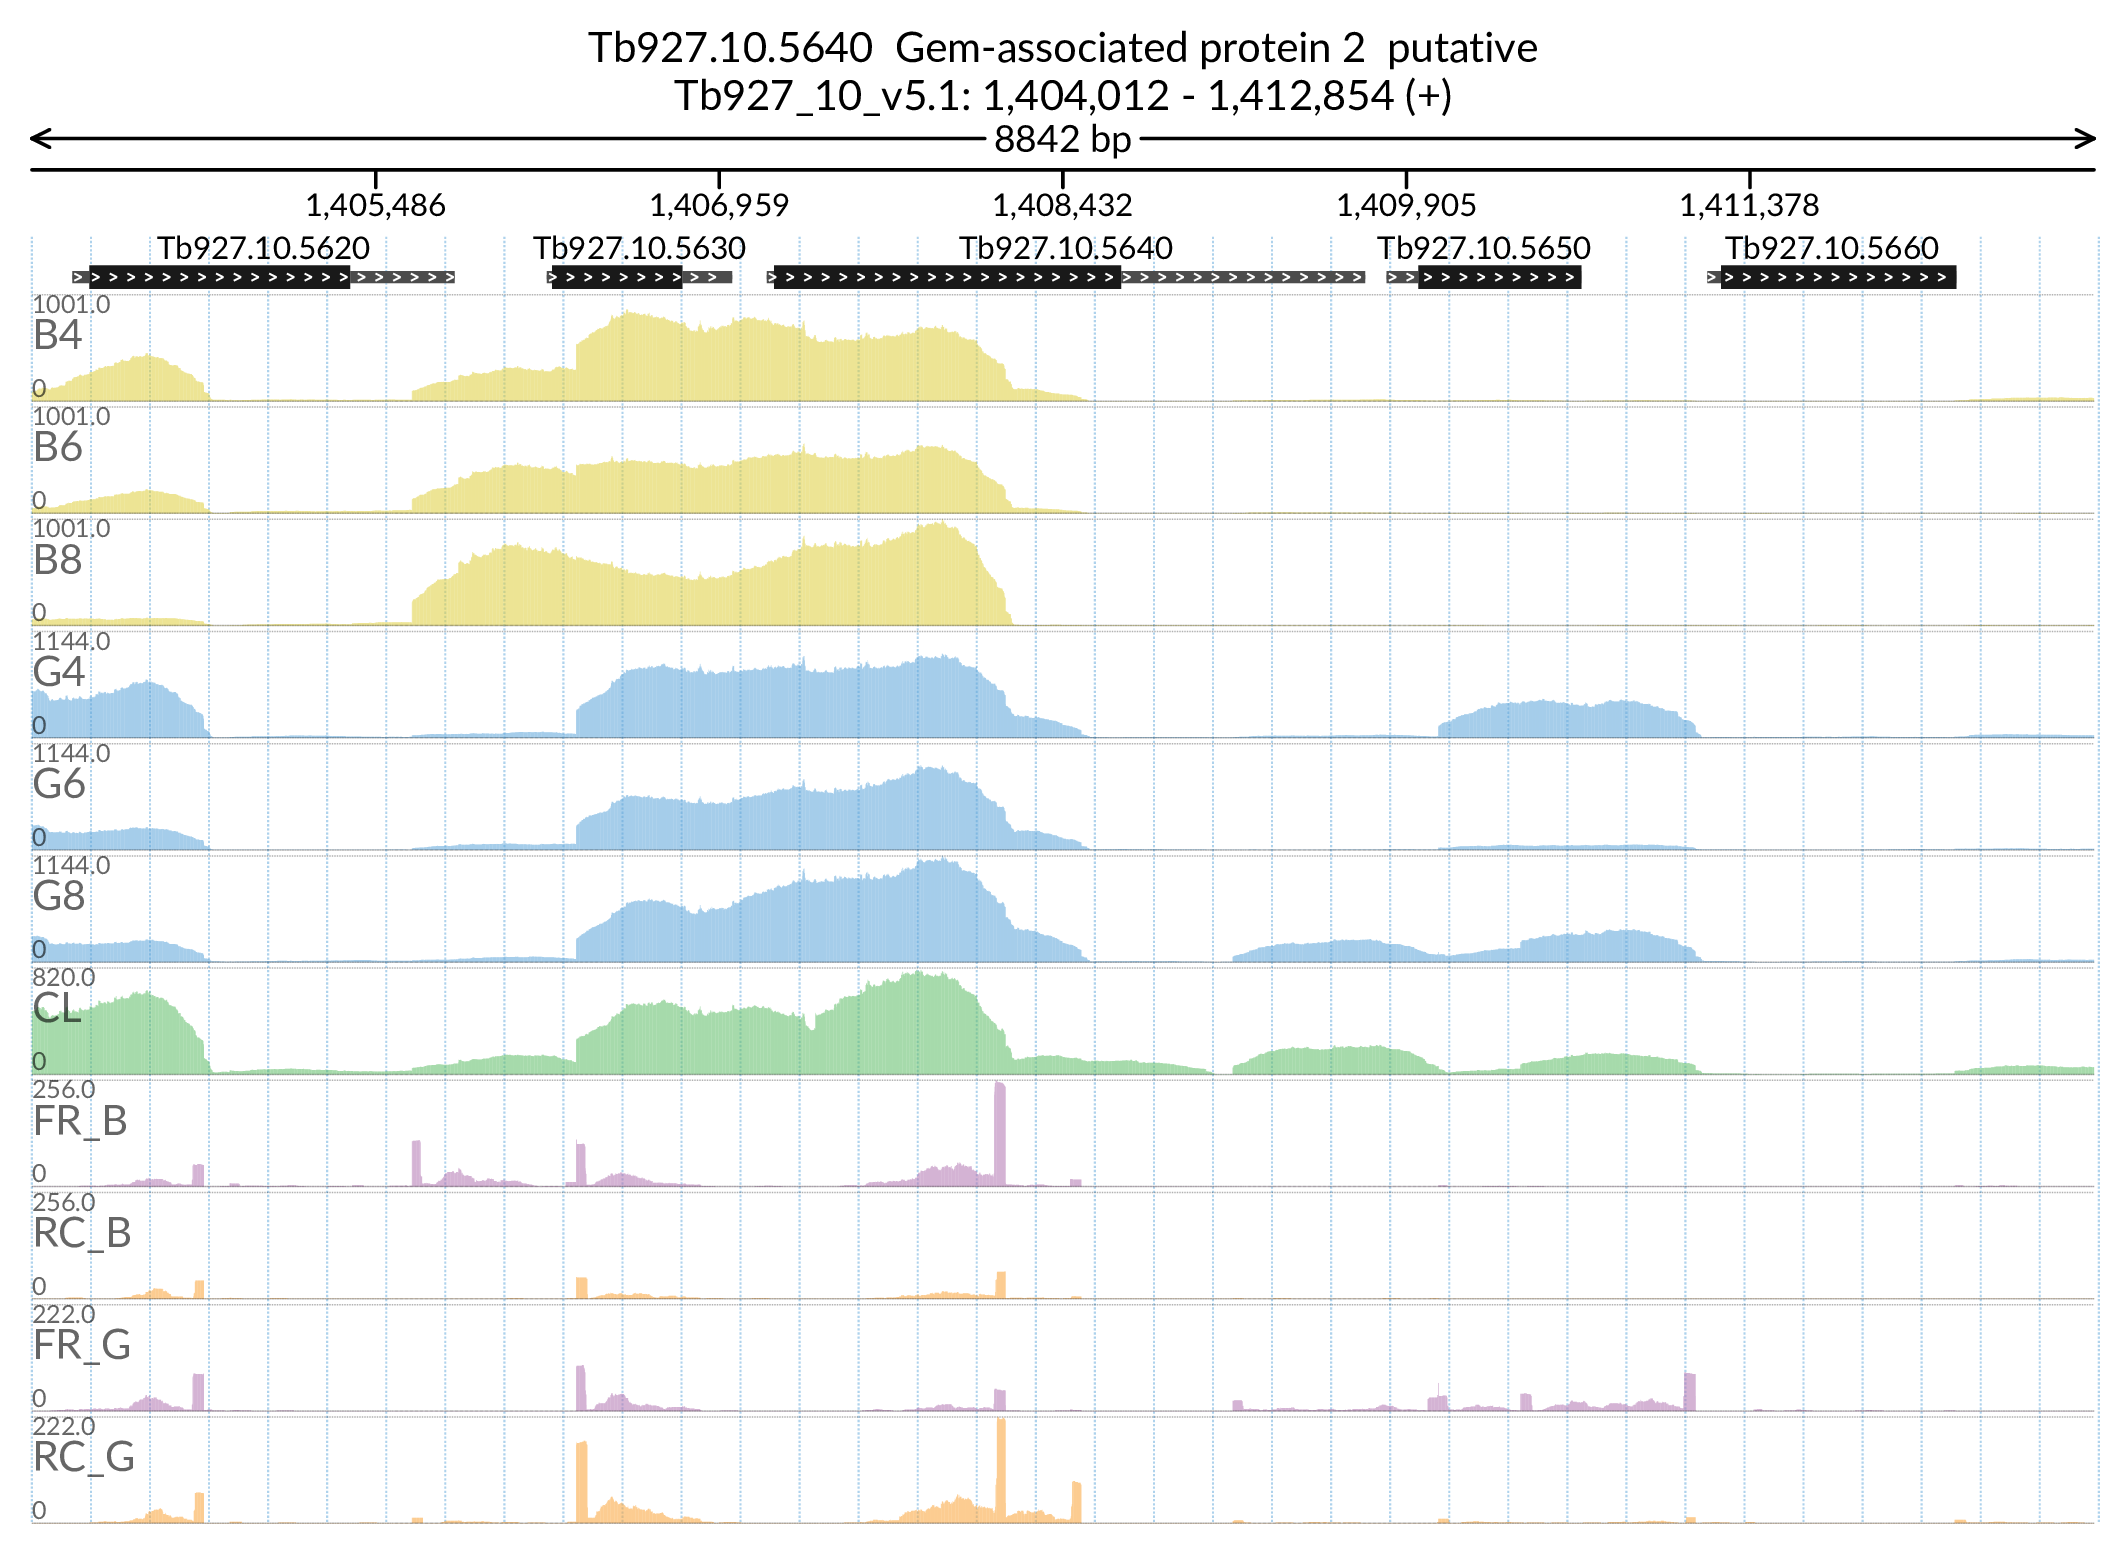 Tb927.10.5640 Gem-associated protein 2 putative
Tb927_10_v5.1: 1,404,012 - 1,412,854 (+)
8842 bp
1,405,486 1,406,959 1,408,432 1,409,905 1,411,378
Tb927.10.5620 Tb927.10.5630 Tb927.10.5640 Tb927.10.5650 Tb927.10.5660
1001.0
B4
0
1001.0
B6
0
1001.0
B8
0
1144.0
G4
0
1144.0
G6
0
1144.0
G8
0
820.0
CL
0
256.0
FR_B
0
256.0
RC_B
0
222.0
FR_G
0
222.0
RC_G
0